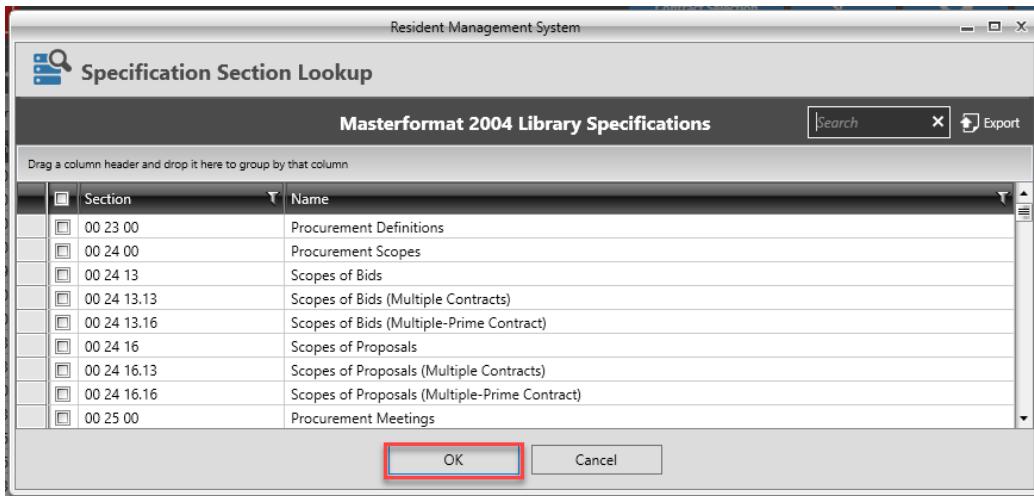 Resident Management System
Specification Section Lookup
Masterformat 2004 Library Specifications
Search
Export
Drag a column header and drop it here to group by that column
Section Name
00 23 00 Procurement Definitions
00 24 00 Procurement Scopes
00 24 13 Scopes of Bids
00 24 13.13 Scopes of Bids (Multiple Contracts)
00 24 13.16 Scopes of Bids (Multiple-Prime Contract)
00 24 16 Scopes of Proposals
00 24 16.13 Scopes of Proposals (Multiple Contracts)
00 24 16.16 Scopes of Proposals (Multiple-Prime Contract)
00 25 00 Procurement Meetings
OK Cancel